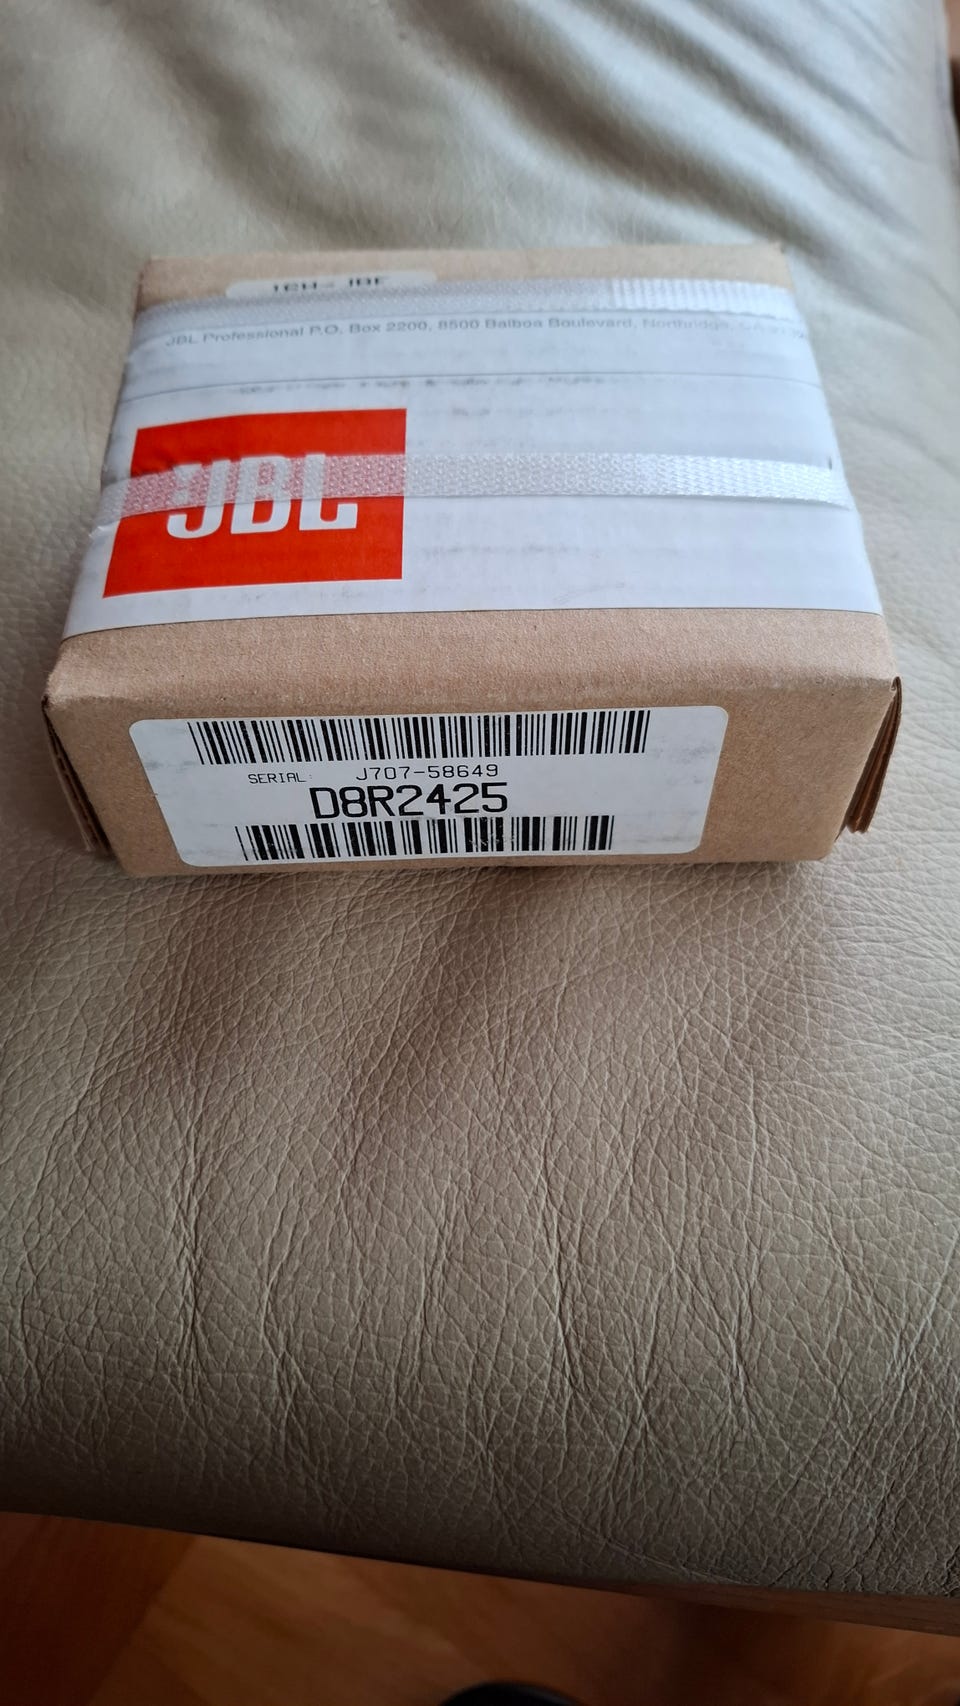 JBL Professional P.O. Box 2200, 8500 Balboa Boulevard, Northridge,
JBL
SERIAL: J707-58649
D8R2425